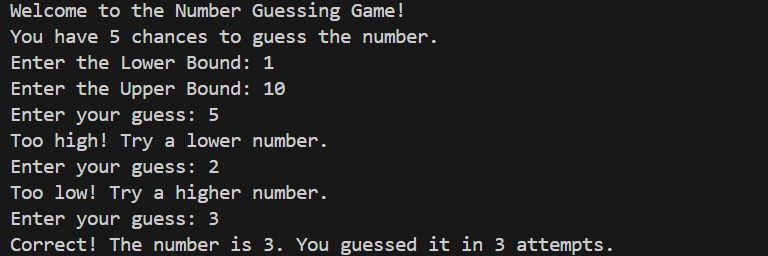 Welcome to the Number Guessing Game!
You have 5 chances to guess the number.
Enter the Lower Bound: 1
Enter the Upper Bound: 10
Enter your guess: 5
Too high! Try a lower number.
Enter your guess: 2
Too low! Try a higher number.
Enter your guess: 3
Correct! The number is 3. You guessed it in 3 attempts.